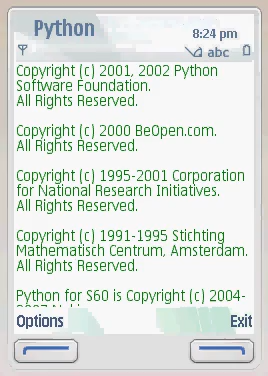 Python
8:24 pm
abc
Copyright (c) 2001, 2002 Python
Software Foundation.
All Rights Reserved.
Copyright (c) 2000 BeOpen.com.
All Rights Reserved.
Copyright (c) 1995-2001 Corporation
for National Research Initiatives.
All Rights Reserved.
Copyright (c) 1991-1995 Stichting
Mathematisch Centrum, Amsterdam.
All Rights Reserved.
Python for S60 is Copyright (c) 2004-
Options
Exit